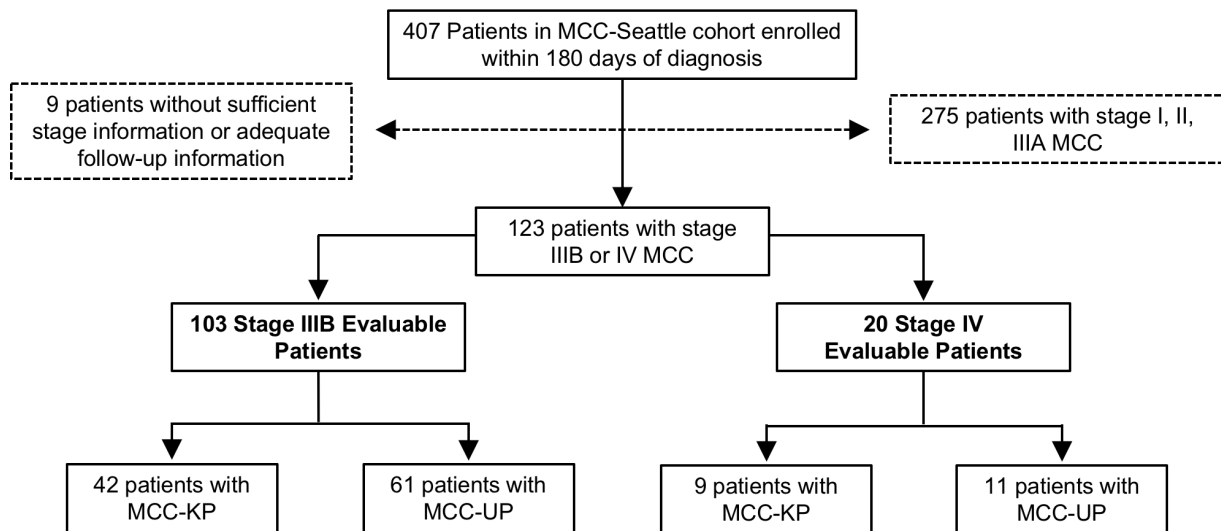 407 Patients in MCC-Seattle cohort enrolled
within 180 days of diagnosis
9 patients without sufficient
stage information or adequate
follow-up information
275 patients with stage I, II,
IIIA MCC
123 patients with stage
IIIB or IV MCC
103 Stage IIIB Evaluable
Patients
20 Stage IV
Evaluable Patients
42 patients with
MCC-KP
61 patients with
MCC-UP
9 patients with
MCC-KP
11 patients with
MCC-UP